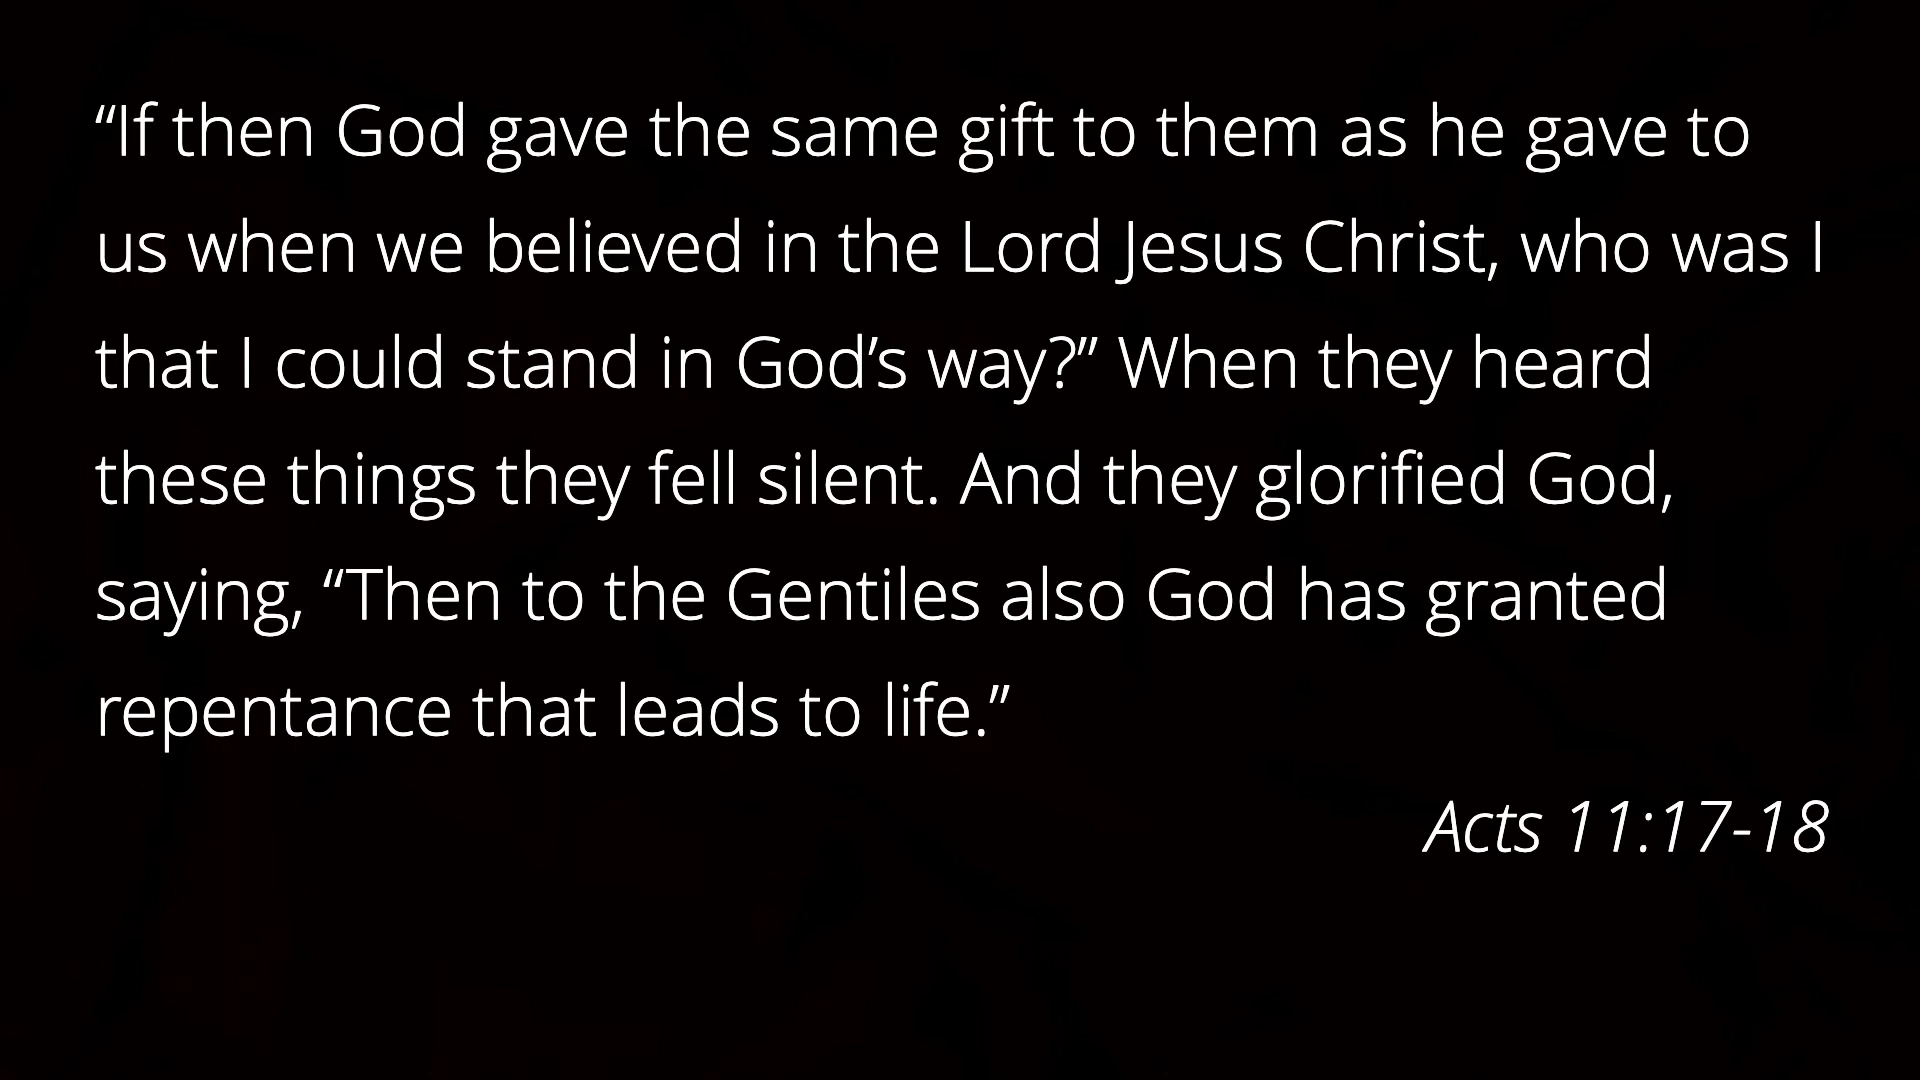 “If then God gave the same gift to them as he gave to
us when we believed in the Lord Jesus Christ, who was I
that I could stand in God’s way?” When they heard
these things they fell silent. And they glorified God,
saying, “Then to the Gentiles also God has granted
repentance that leads to life.”
Acts 11:17-18